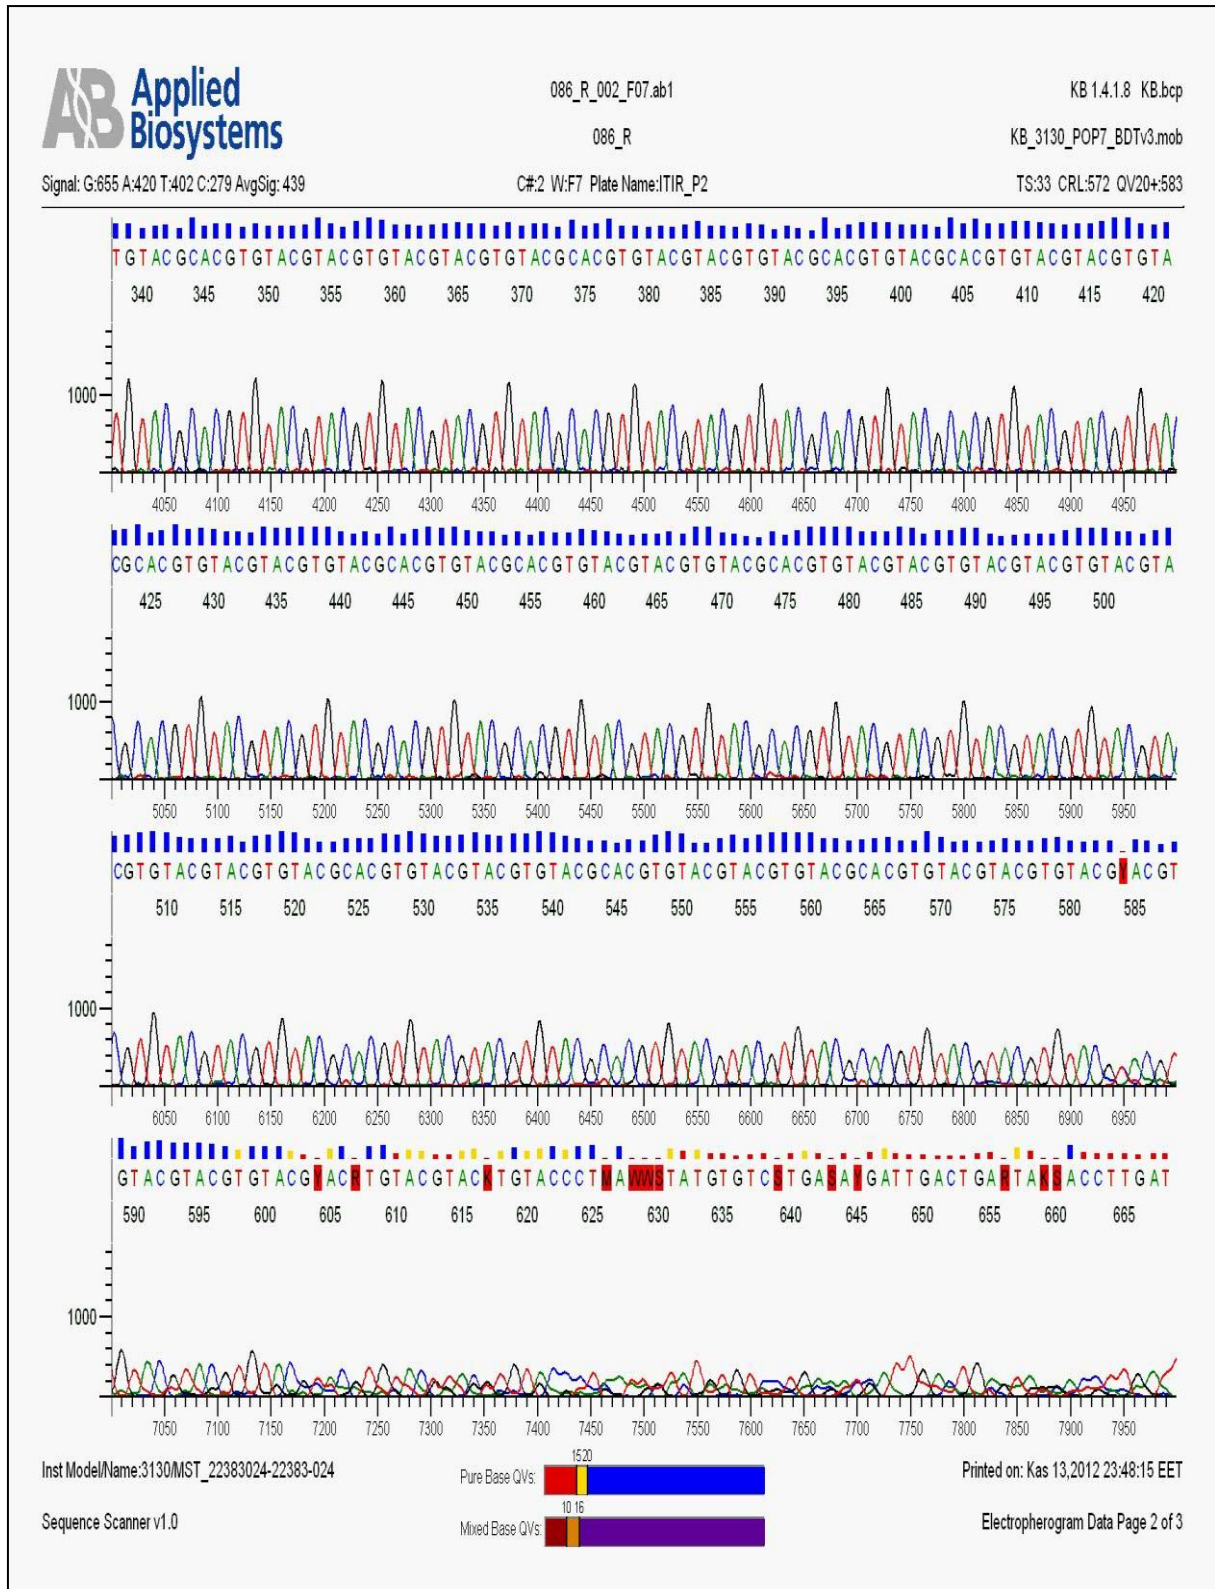 AB Applied
Biosystems
086_R_002_F07.ab1
KB 1.4.1.8 KB.bcp
086_R
KB_3130_POP7_BDTv3.mob
Signal: G:655 A:420 T:402 C:279 AvgSig: 439
C#:2 W:F7 Plate Name:ITIR_P2
TS:33 CRL:572 QV20+:583
TGTACGCACGTGTACGTACGTGTACGTACGTGTACGCACGTGTACGTACGTGTACGCACGTGTACGCACGTGTACGTACGTGTA
340 345 350 355 360 365 370 375 380 385 390 395 400 405 410 415 420
1000
4050 4100 4150 4200 4250 4300 4350 4400 4450 4500 4550 4600 4650 4700 4750 4800 4850 4900 4950
CGCACGTGTACGTACGTGTACGCACGTGTACGCACGTGTACGTACGTGTACGCACGTGTACGTACGTGTACGTACGTGTACGTA
425 430 435 440 445 450 455 460 465 470 475 480 485 490 495 500
1000
5050 5100 5150 5200 5250 5300 5350 5400 5450 5500 5550 5600 5650 5700 5750 5800 5850 5900 5950
CGTGTACGTACGTGTACGCACGTGTACGTACGTGTACGCACGTGTACGTACGTGTACGCACGTGTACGTACGTGTACGYACGT
510 515 520 525 530 535 540 545 550 555 560 565 570 575 580 585
1000
6050 6100 6150 6200 6250 6300 6350 6400 6450 6500 6550 6600 6650 6700 6750 6800 6850 6900 6950
GTACGTACGTGTACGYACRTGTACGTACKTGTACCCTMAWWSTATGTGTCSTGASAYGATTGACTGARTAKSACCTTGAT
590 595 600 605 610 615 620 625 630 635 640 645 650 655 660 665
1000
7050 7100 7150 7200 7250 7300 7350 7400 7450 7500 7550 7600 7650 7700 7750 7800 7850 7900 7950
Inst Model/Name:3130/MST_22383024-22383-024
Pure Base QVs:
15 20
Printed on: Kas 13,2012 23:48:15 EET
Sequence Scanner v1.0
Mixed Base QVs:
10 16
Electropherogram Data Page 2 of 3